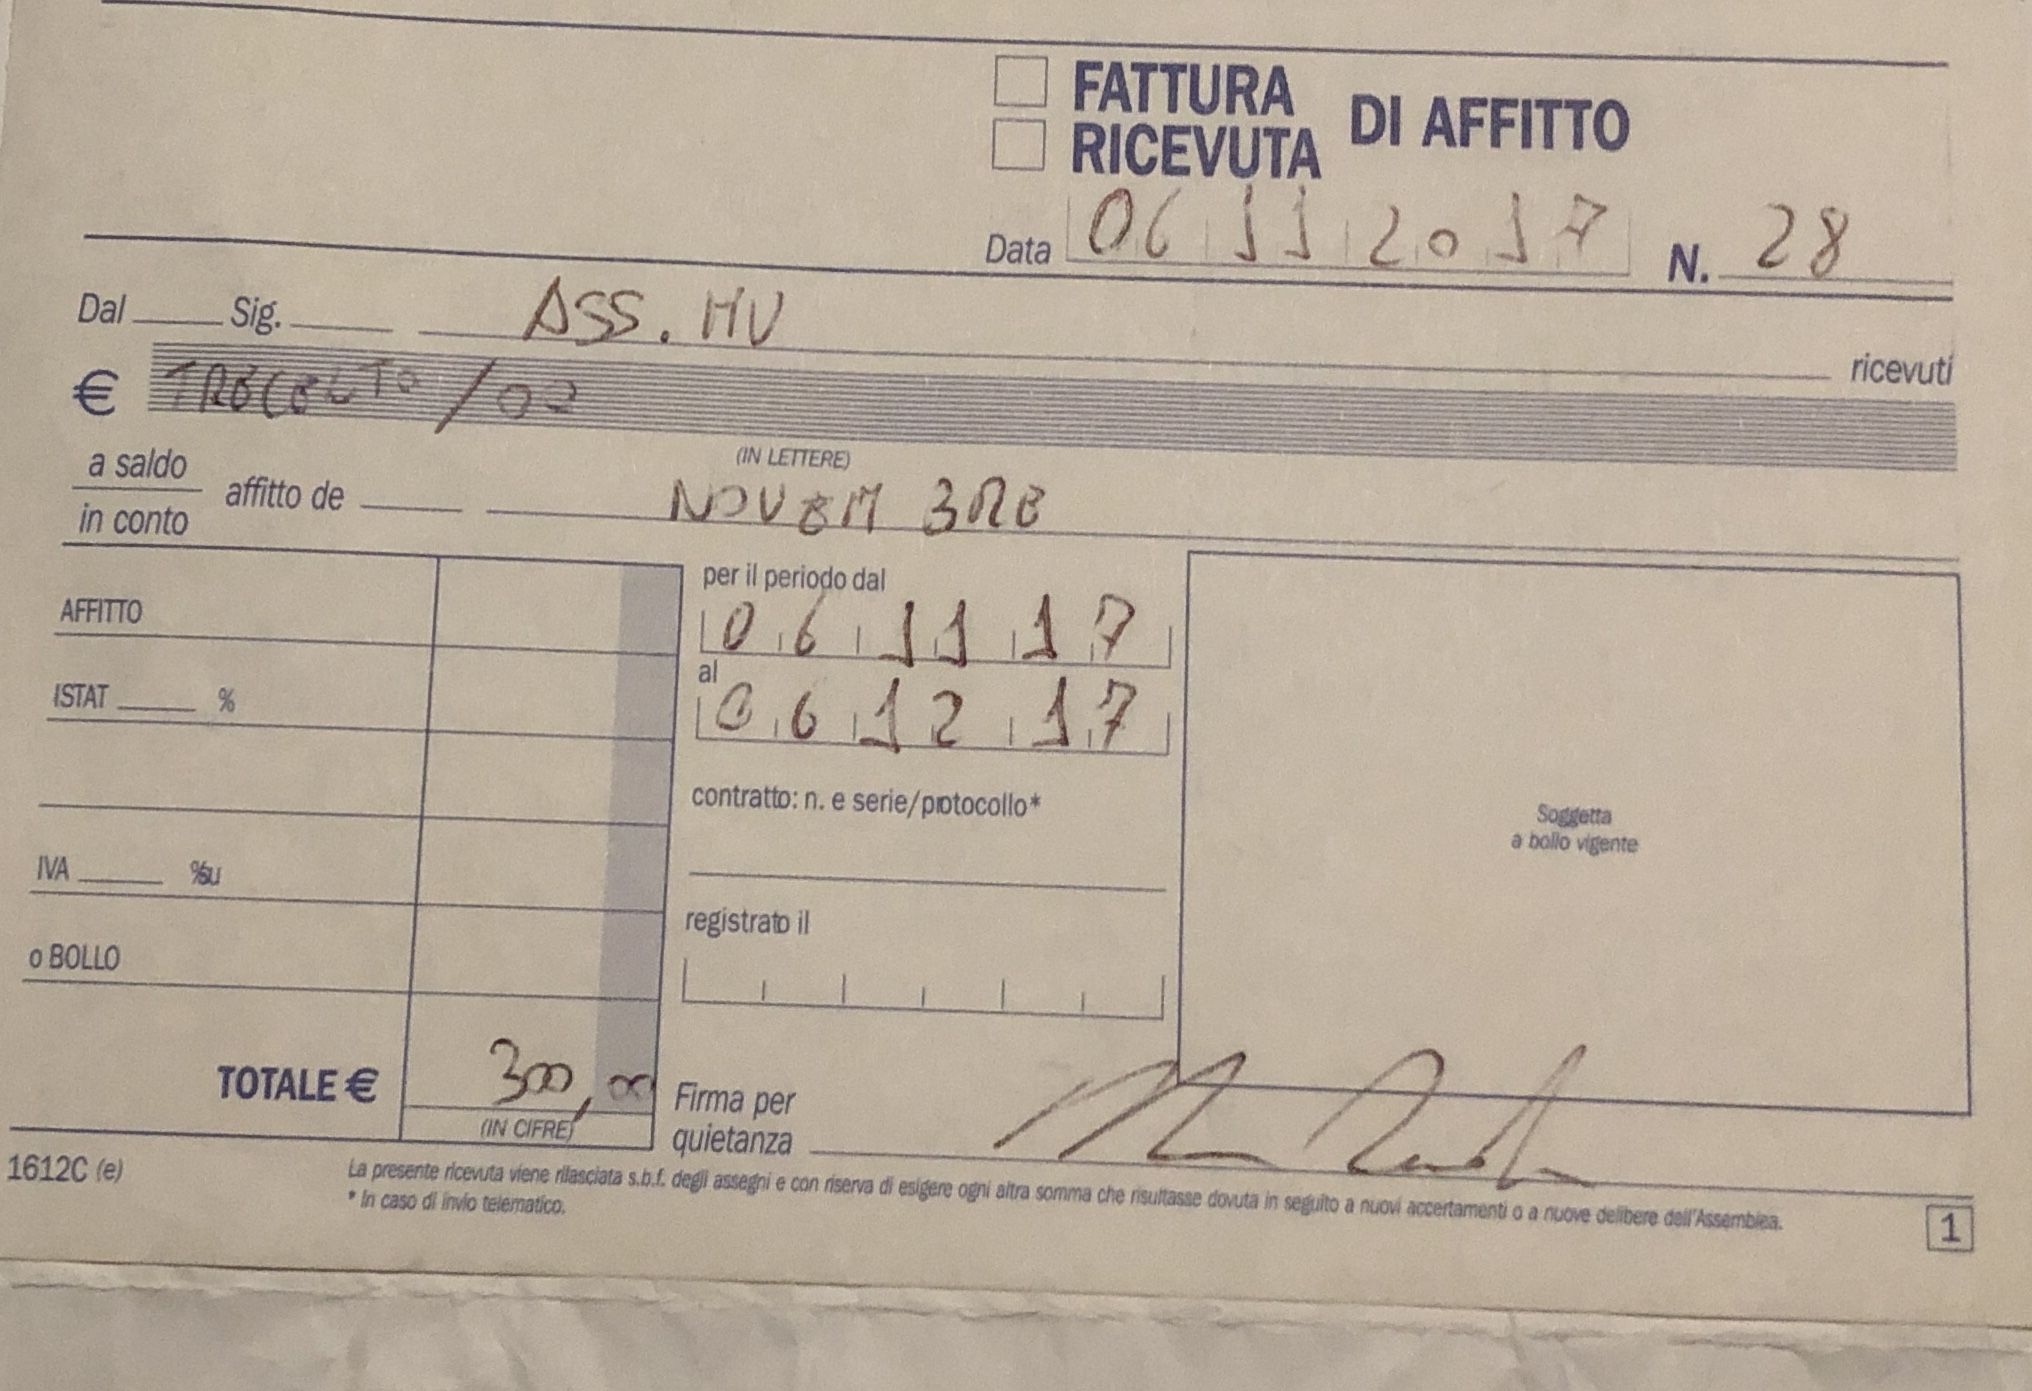 FATTURA
RICEVUTA DI AFFITTO
Data 06 11 2017 N. 28
Dal Sig. ASS. MU ricevuti
€ TRECENTO/00
(IN LETTERE)
a saldo
in conto
affitto de NOVEMBRE
per il periodo dal
AFFITTO
06 11 17
al
ISTAT %
06 12 17
contratto: n. e serie/protocollo*
Soggetta
a bollo vigente
IVA %su
registrato il
o BOLLO
TOTALE € 300,00
(IN CIFRE)
Firma per
quietanza
1612C (e)
La presente ricevuta viene rilasciata s.b.f. degli assegni e con riserva di esigere ogni altra somma che risultasse dovuta in seguito a nuovi accertamenti o a nuove delibere dell'Assemblea.
* In caso di invio telematico.
1